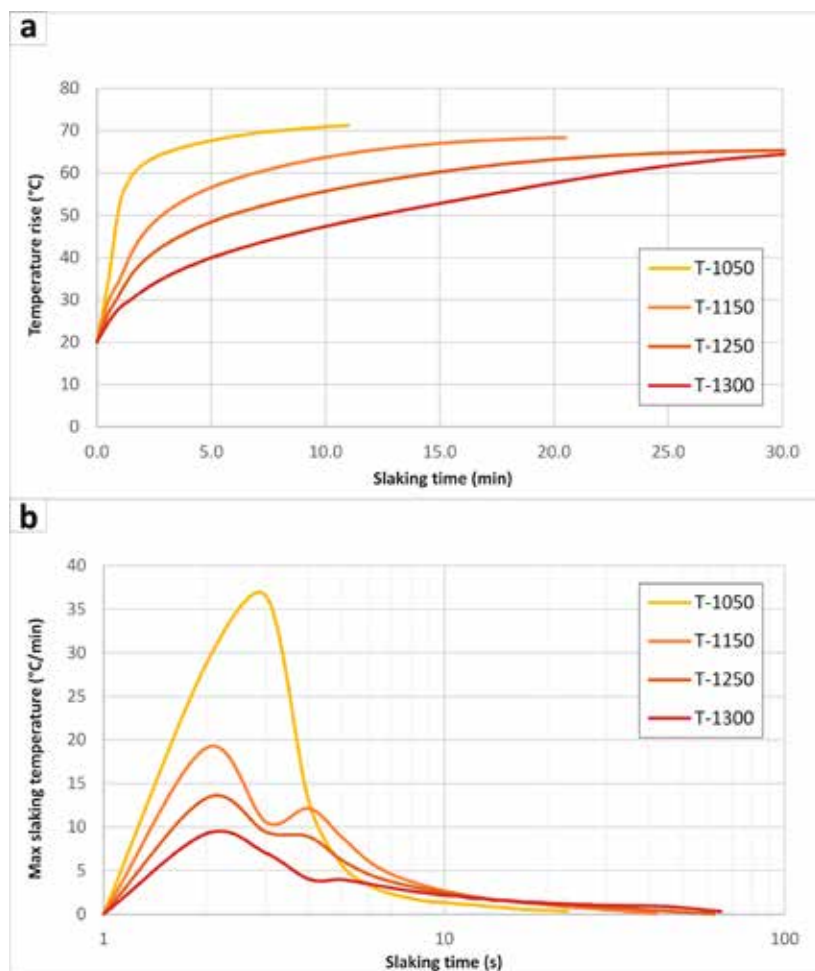 a
80
70
60
50
40
30
20
10
0
Temperature rise (°C)
T-1050
T-1150
T-1250
T-1300
0.0 5.0 10.0 15.0 20.0 25.0 30.0
Slaking time (min)
b
40
35
30
25
20
15
10
5
0
Max slaking temperature (°C/min)
T-1050
T-1150
T-1250
T-1300
1 10 100
Slaking time (s)